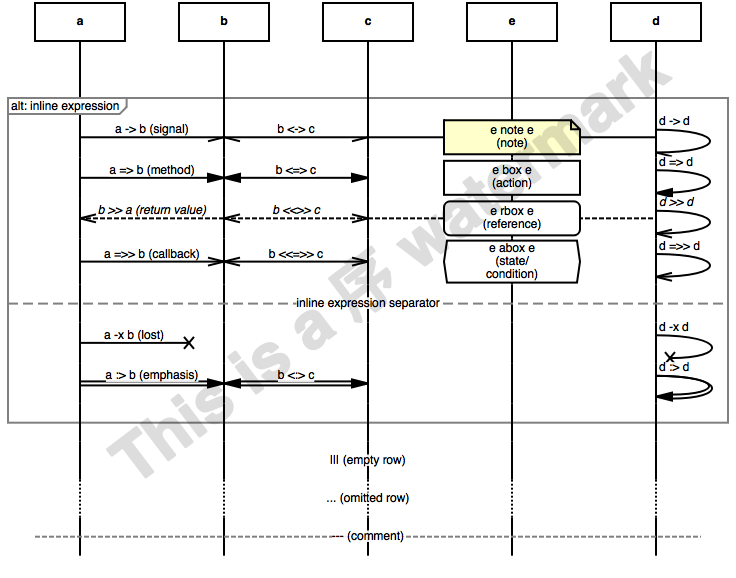 a b c e d
alt: inline expression
a -> b (signal) b <-> c e note e d -> d
(note)
a => b (method) b <=> c e box e d => d
(action)
b >> a (return value) b <<>> c e rbox e d >> d
(reference)
a =>> b (callback) b <<=>> c e abox e d =>> d
(state/
condition)
inline expression separator
a -x b (lost) d -x d
a :> b (emphasis) b <:> c d :> d
||| (empty row)
... (omitted row)
--- (comment)
This is a 序 watermark